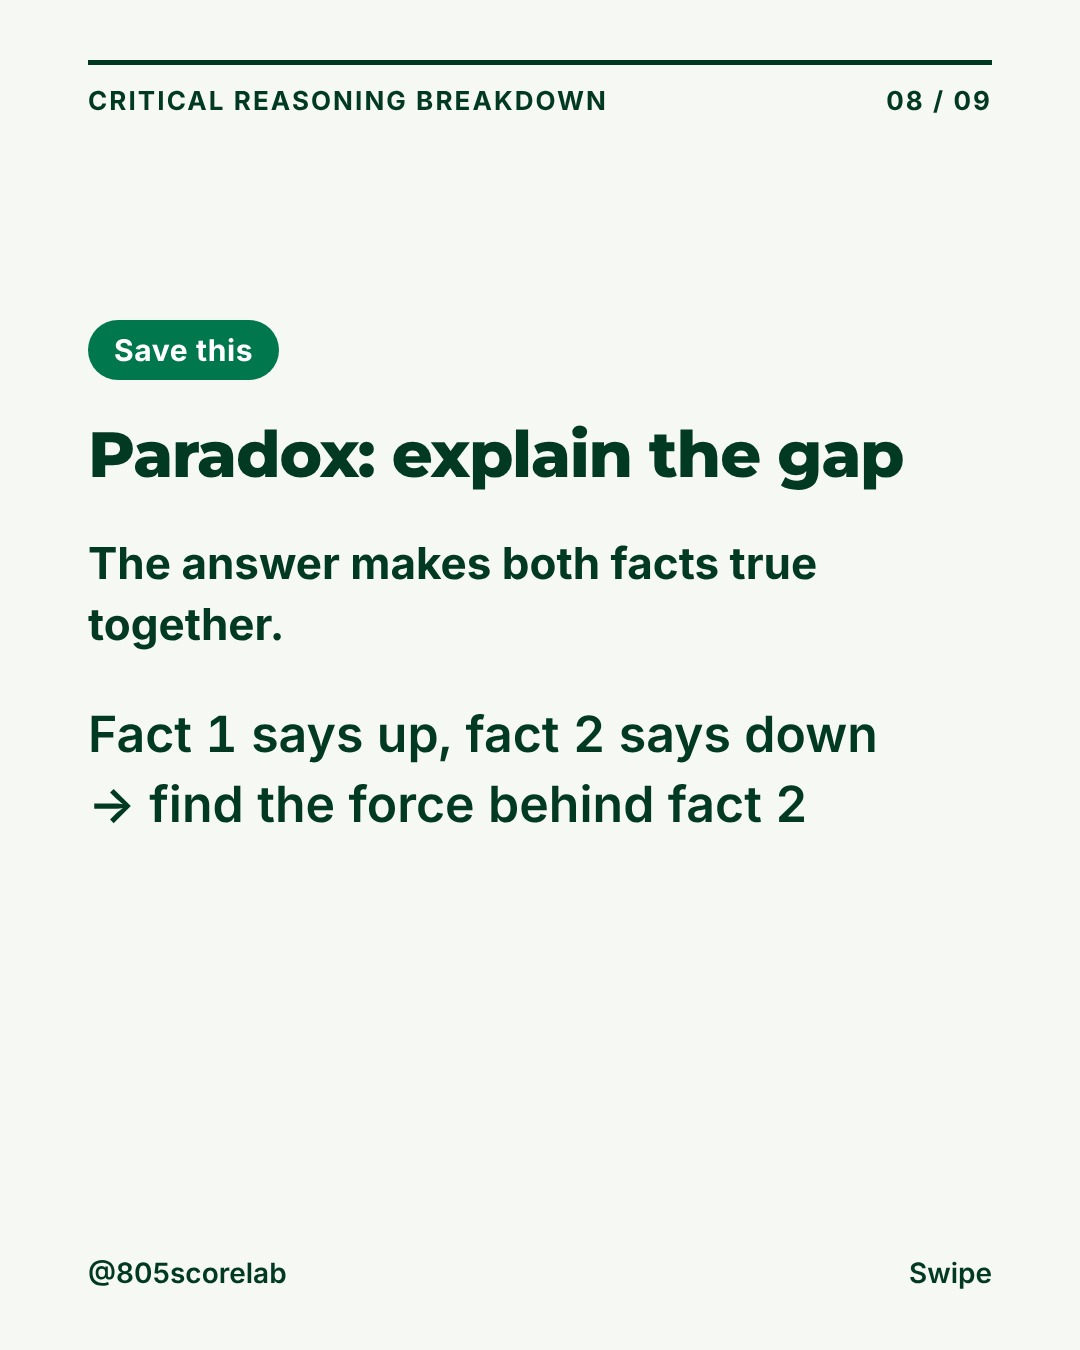 CRITICAL REASONING BREAKDOWN
08 / 09
Save this
Paradox: explain the gap
The answer makes both facts true
together.
Fact 1 says up, fact 2 says down
→ find the force behind fact 2
@805scorelab
Swipe